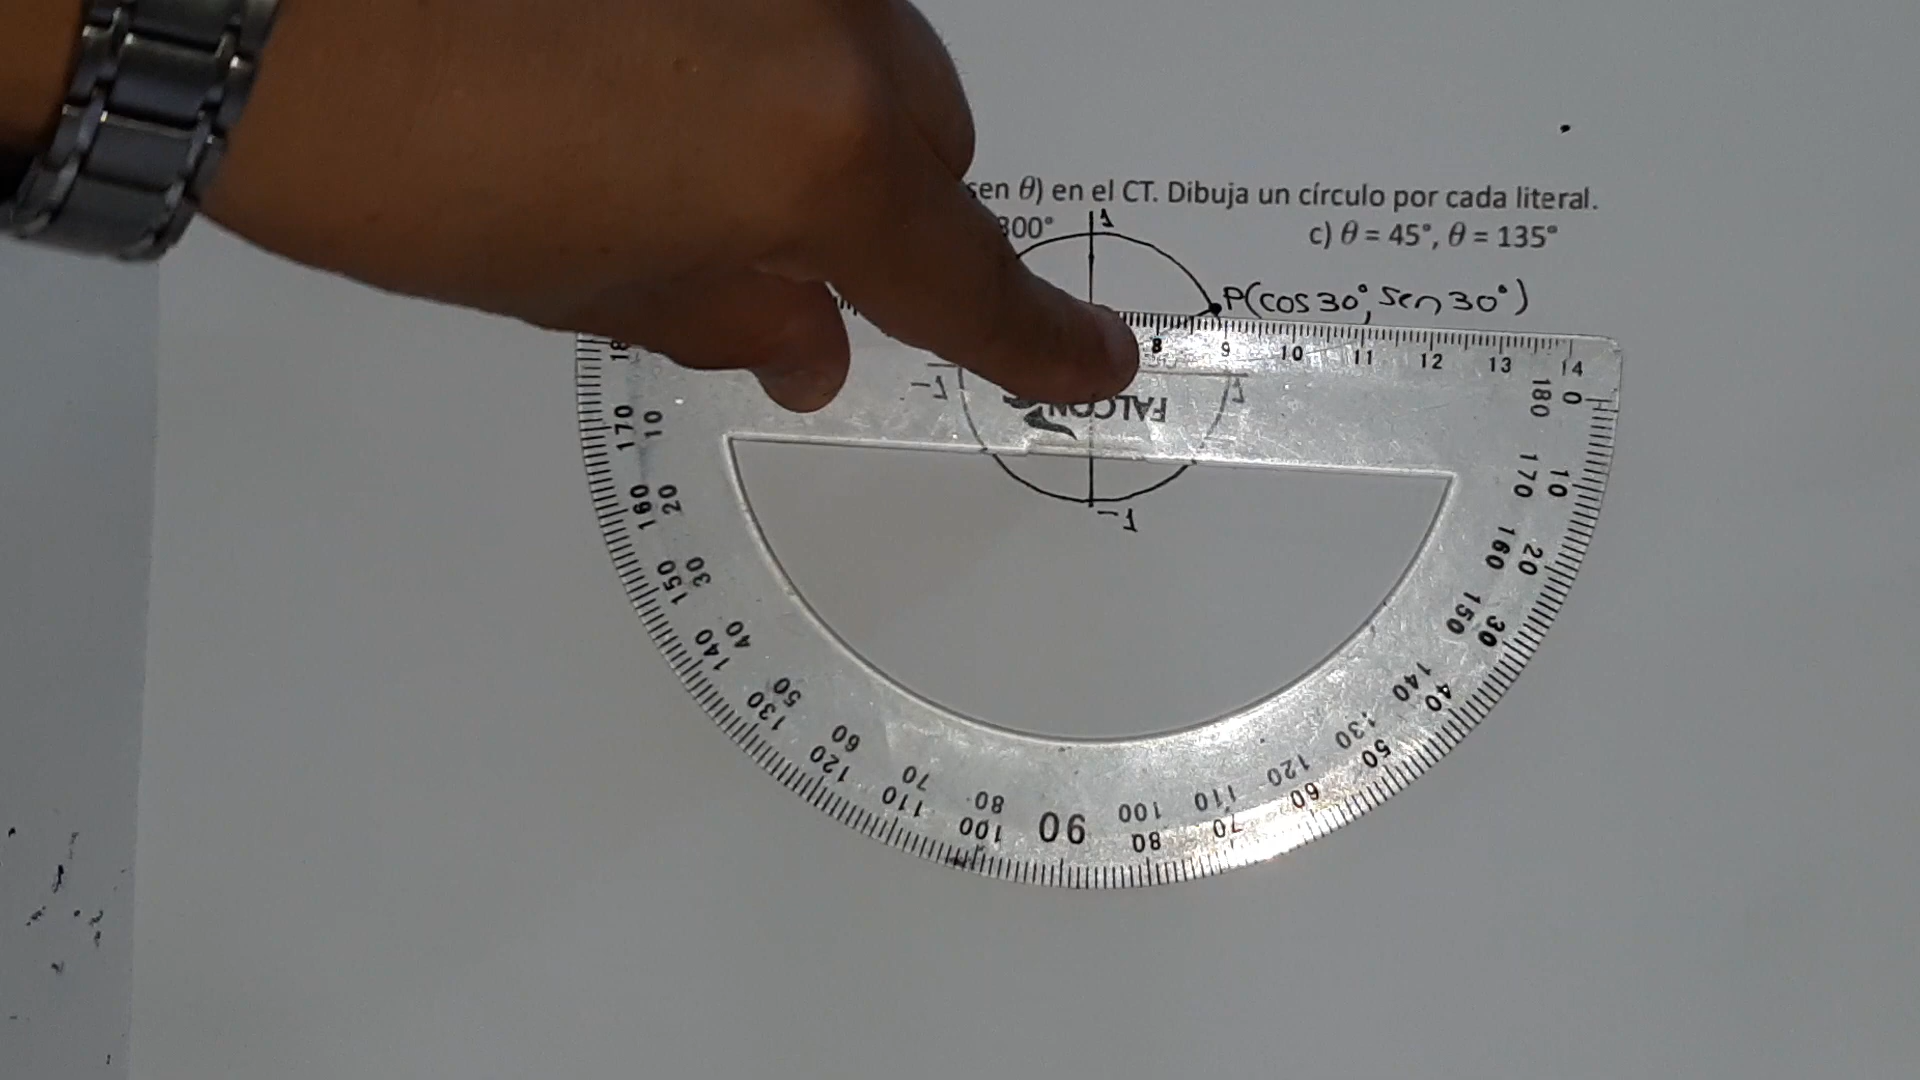 sen θ) en el CT. Dibuja un círculo por cada literal.
300°
c) θ = 45°, θ = 135°
1
P(cos 30°, sen 30°)
8 9 10 11 12 13 14
-1 1
FALCON
-1
180 170 160 150 140 130 120 110 100 90 80 70 60 50 40 30 20 10 0
10 20 30 40 50 60 70 80 100 110 120 130 140 150 160 170 180